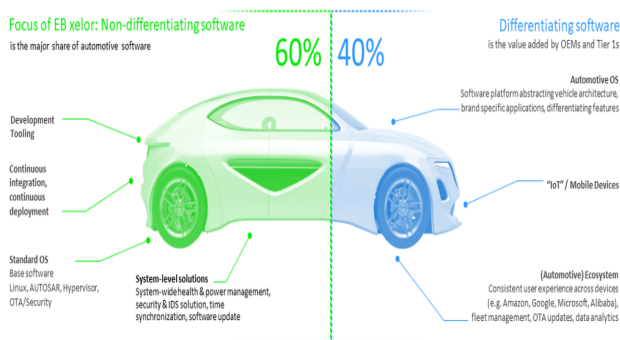 Focus of EB xelor: Non-differentiating software
is the major share of automotive software
60%
40%
Differentiating software
is the value added by OEMs and Tier 1s
Development
Tooling
Continuous
integration,
continuous
deployment
Standard OS
Base software
Linux, AUTOSAR, Hypervisor,
OTA/Security
System-level solutions
System-wide health & power management,
security & IDS solution, time
synchronization, software update
Automotive OS
Software platform abstracting vehicle architecture,
brand specific applications, differentiating features
“IoT” / Mobile Devices
(Automotive) Ecosystem
Consistent user experience across devices
(e.g. Amazon, Google, Microsoft, Alibaba),
fleet management, OTA updates, data analytics